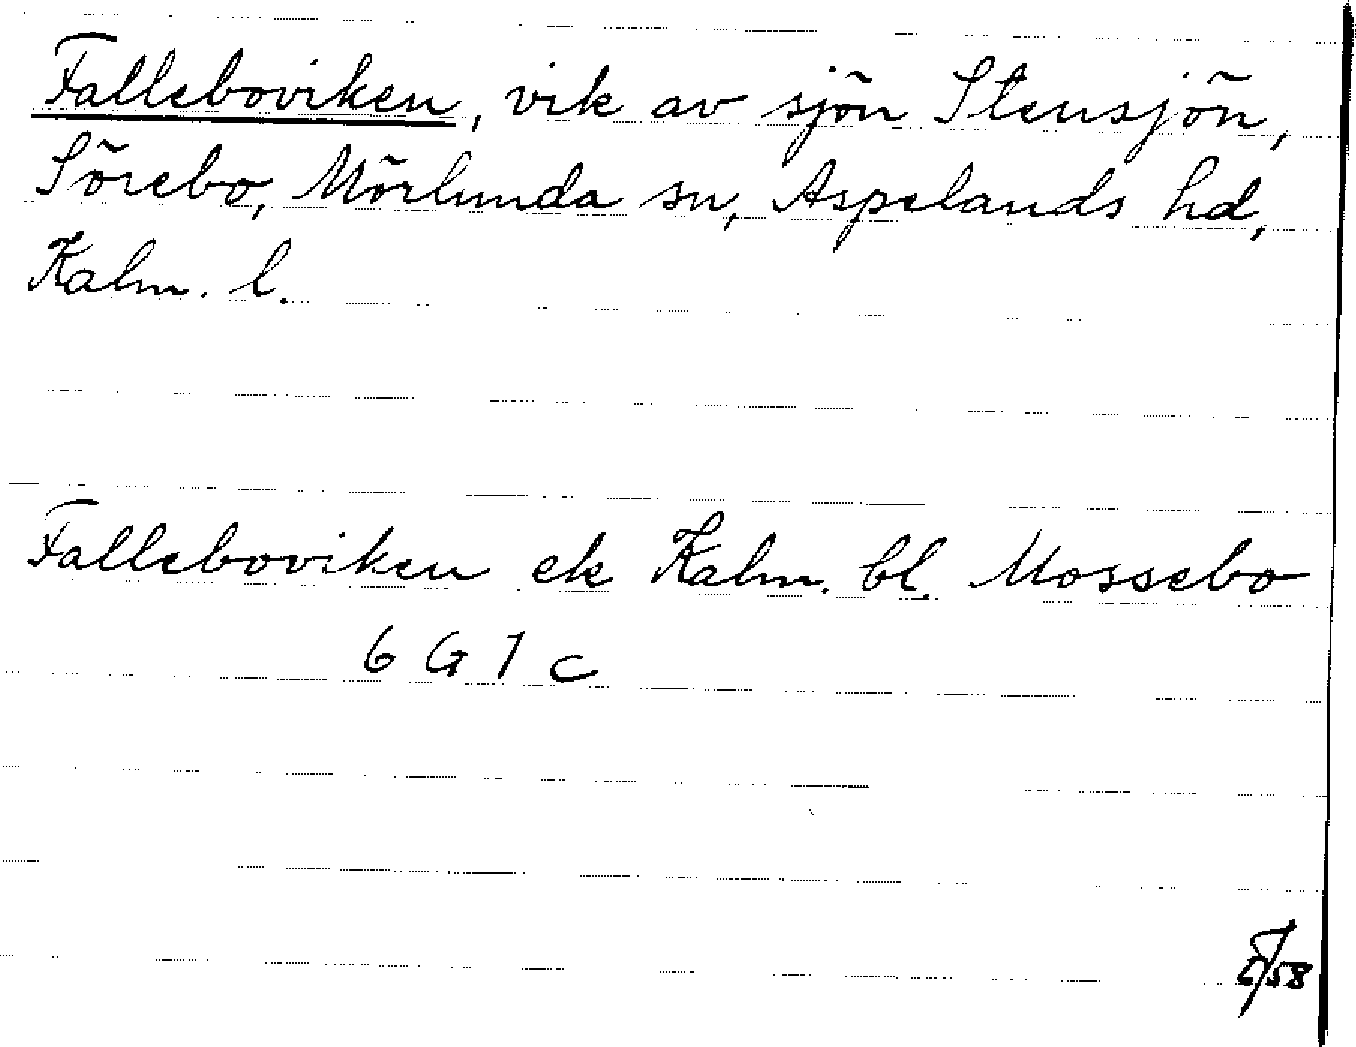 Falleboviken, vik av sjön Stensjön,
Sörebo, Mörlunda sn, Aspelands hd,
Kalm. l.
Falleboviken ek Kalm. bl. Mossebo
6 G 1 c
/58